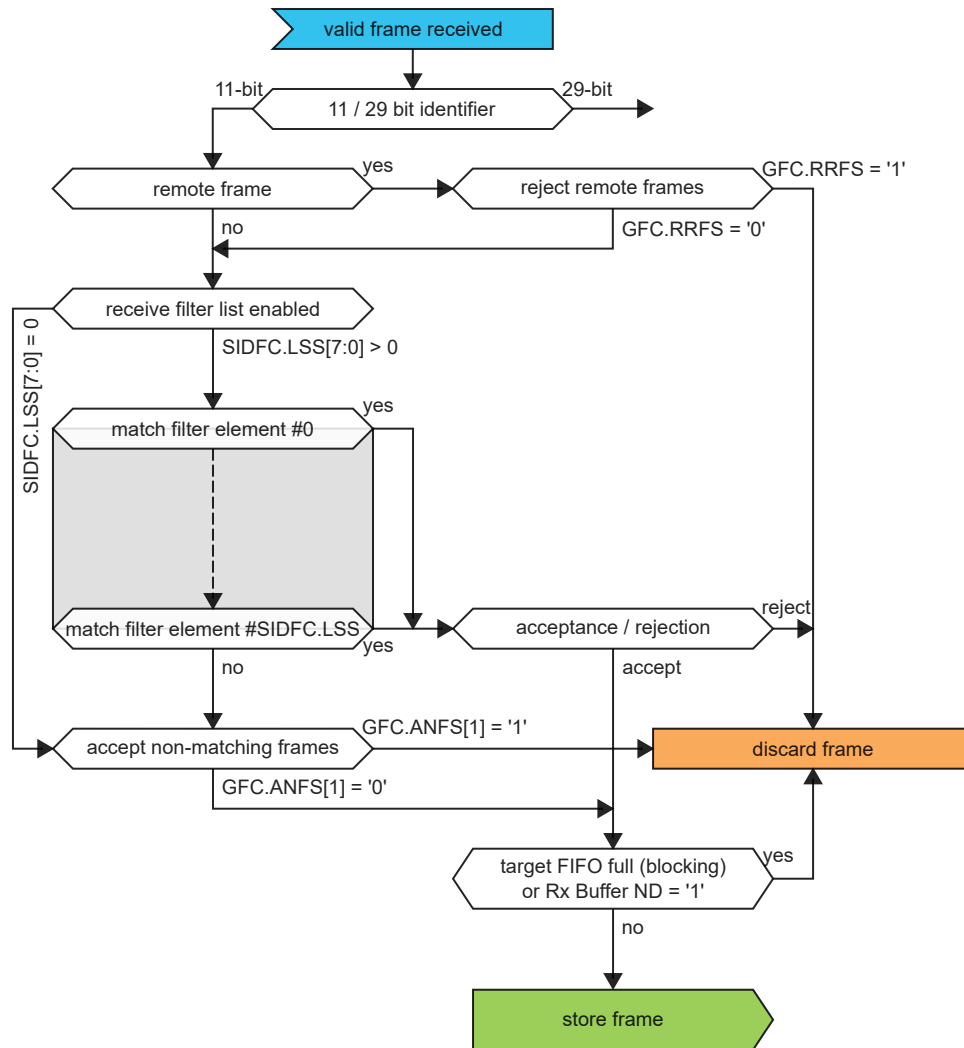 valid frame received
11-bit
29-bit
11 / 29 bit identifier
yes
GFC.RRFS = '1'
remote frame
reject remote frames
no
GFC.RRFS = '0'
receive filter list enabled
SIDFC.LSS[7:0] = 0
SIDFC.LSS[7:0] > 0
yes
match filter element #0
reject
match filter element #SIDFC.LSS
acceptance / rejection
yes
no
accept
GFC.ANFS[1] = '1'
accept non-matching frames
discard frame
GFC.ANFS[1] = '0'
yes
target FIFO full (blocking)
or Rx Buffer ND = '1'
no
store frame